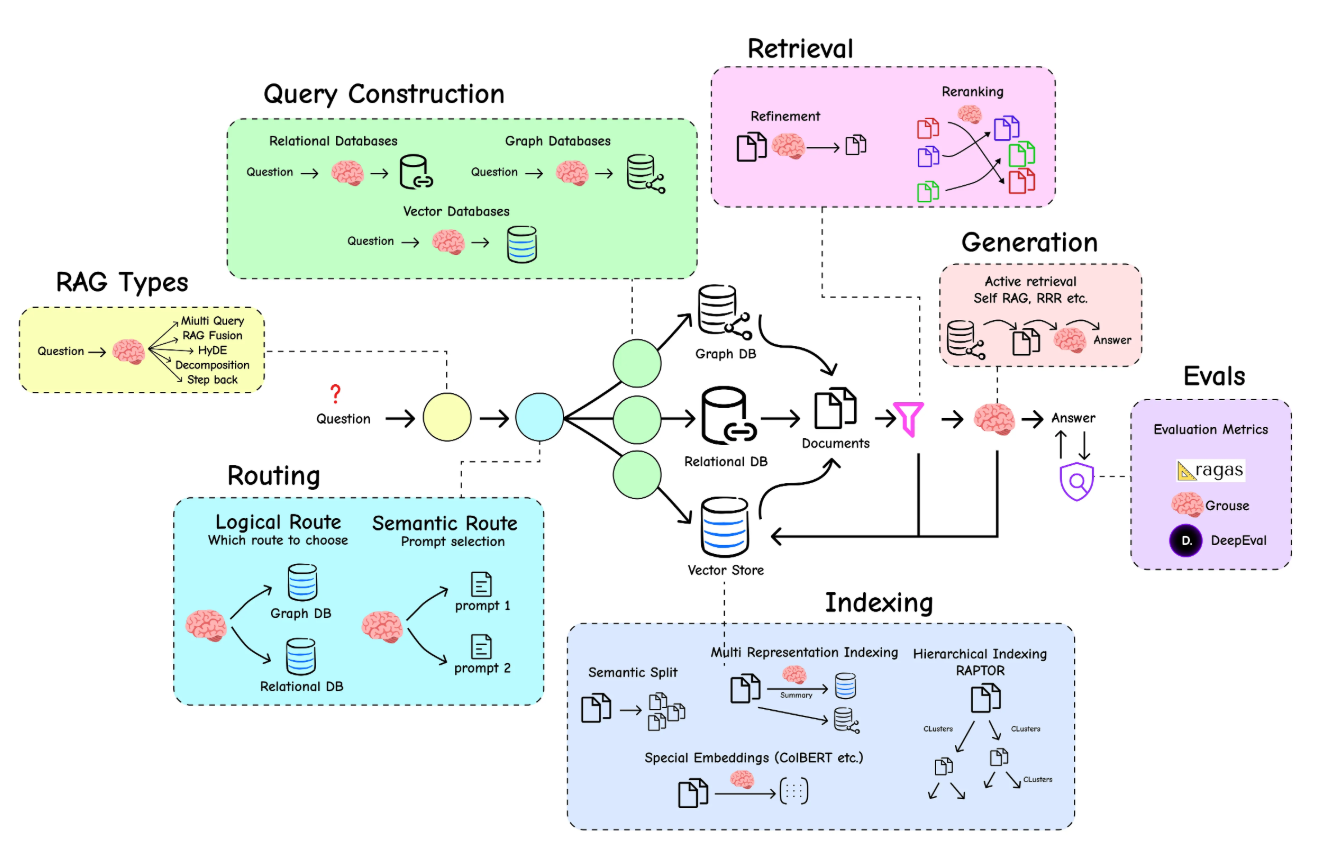 Retrieval
Refinement
Reranking
Query Construction
Relational Databases
Question
Graph Databases
Question
Vector Databases
Question
RAG Types
Question
Miulti Query
RAG Fusion
HyDE
Decomposition
Step back
Generation
Active retrieval
Self RAG, RRR etc.
Answer
Evals
Evaluation Metrics
ragas
Grouse
D.
DeepEval
?
Question
Graph DB
Relational DB
Vector Store
Documents
Answer
Routing
Logical Route
Which route to choose
Graph DB
Relational DB
Semantic Route
Prompt selection
prompt 1
prompt 2
Indexing
Semantic Split
Multi Representation Indexing
Summary
Hierarchical Indexing
RAPTOR
CLusters
CLusters
CLusters
Special Embeddings (ColBERT etc.)